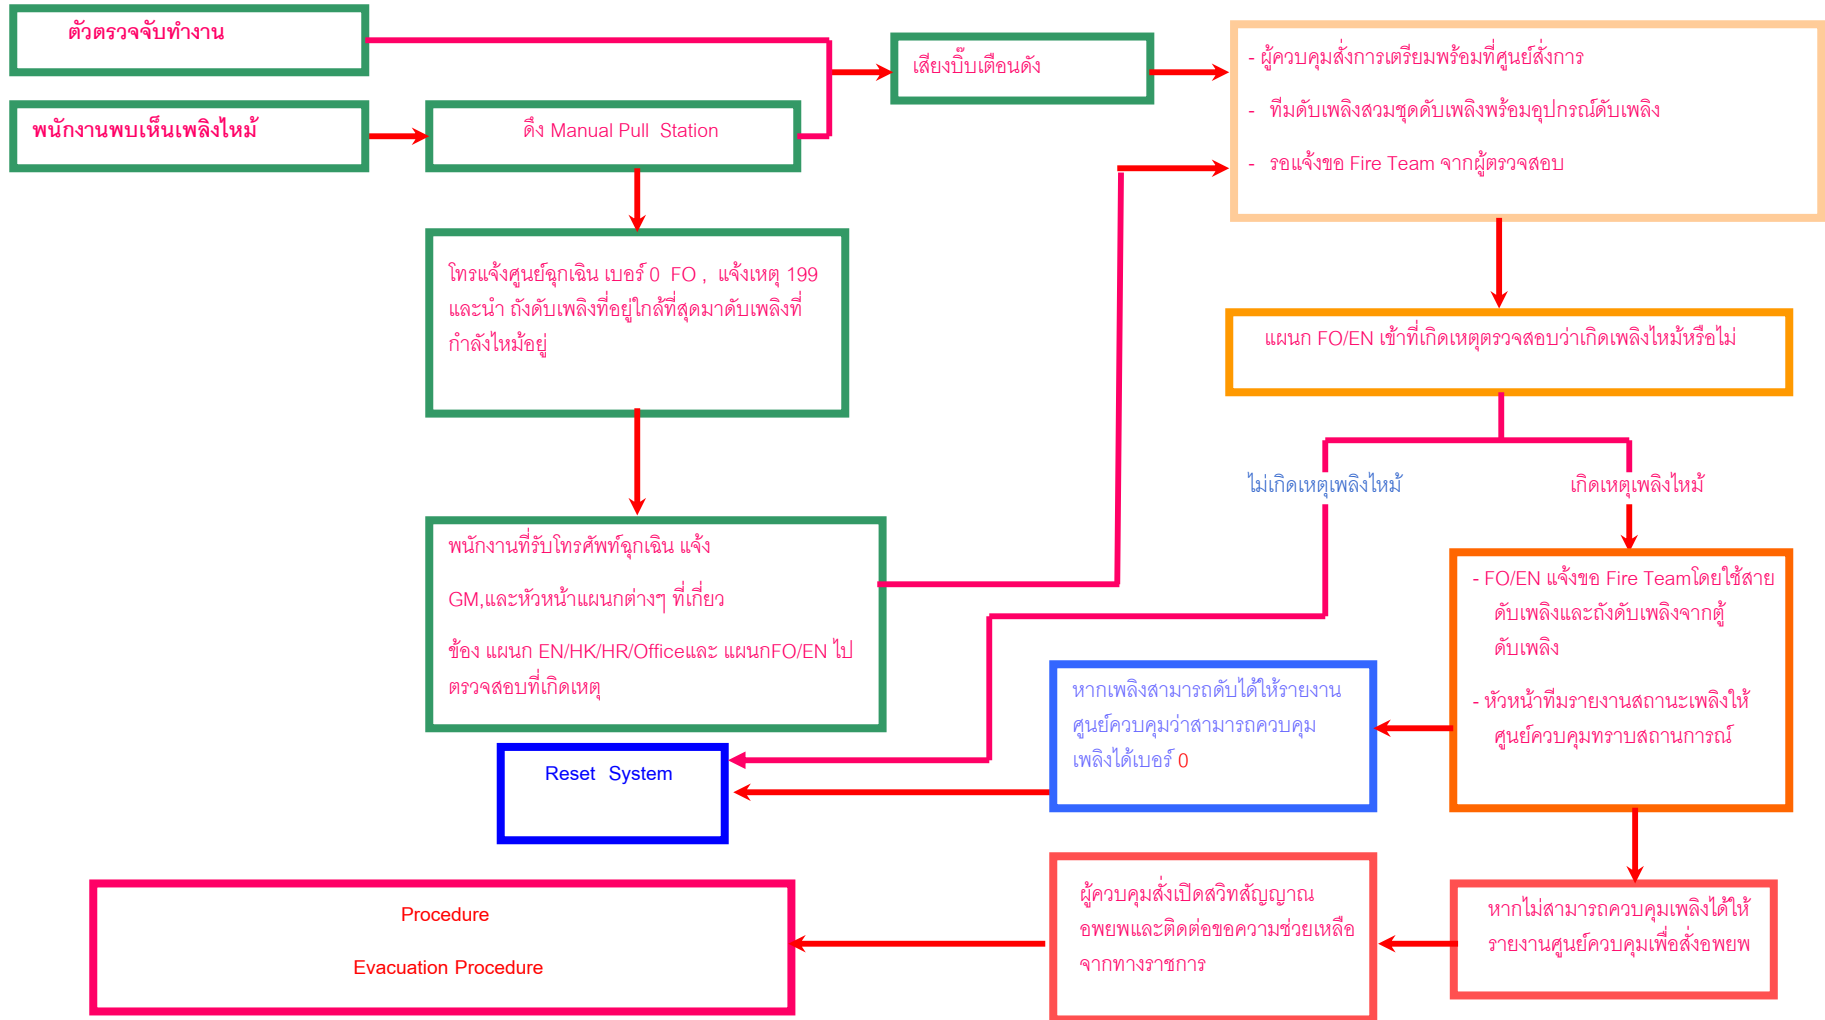 ตัวตรวจจับทำงาน
พนักงานพบเห็นเพลิงไหม้
ดึง Manual Pull Station
เสียงบิ๊บเตือนดัง
- ผู้ควบคุมสั่งการเตรียมพร้อมที่ศูนย์สั่งการ
- ทีมดับเพลิงสวมชุดดับเพลิงพร้อมอุปกรณ์ดับเพลิง
- รอแจ้งขอ Fire Team จากผู้ตรวจสอบ
โทรแจ้งศูนย์ฉุกเฉิน เบอร์ 0 FO , แจ้งเหตุ 199
และนำ ถังดับเพลิงที่อยู่ใกล้ที่สุดมาดับเพลิงที่
กำลังไหม้อยู่
แผนก FO/EN เข้าที่เกิดเหตุตรวจสอบว่าเกิดเพลิงไหม้หรือไม่
ไม่เกิดเหตุเพลิงไหม้
เกิดเหตุเพลิงไหม้
พนักงานที่รับโทรศัพท์ฉุกเฉิน แจ้ง
GM,และหัวหน้าแผนกต่างๆ ที่เกี่ยว
ข้อง แผนก EN/HK/HR/Officeและ แผนกFO/EN ไป
ตรวจสอบที่เกิดเหตุ
- FO/EN แจ้งขอ Fire Teamโดยใช้สาย
ดับเพลิงและถังดับเพลิงจากตู้
ดับเพลิง
- หัวหน้าทีมรายงานสถานะเพลิงให้
ศูนย์ควบคุมทราบสถานการณ์
หากเพลิงสามารถดับได้ให้รายงาน
ศูนย์ควบคุมว่าสามารถควบคุม
เพลิงได้เบอร์ 0
Reset System
หากไม่สามารถควบคุมเพลิงได้ให้
รายงานศูนย์ควบคุมเพื่อสั่งอพยพ
ผู้ควบคุมสั่งเปิดสวิทสัญญาณ
อพยพและติดต่อขอความช่วยเหลือ
จากทางราชการ
Procedure
Evacuation Procedure